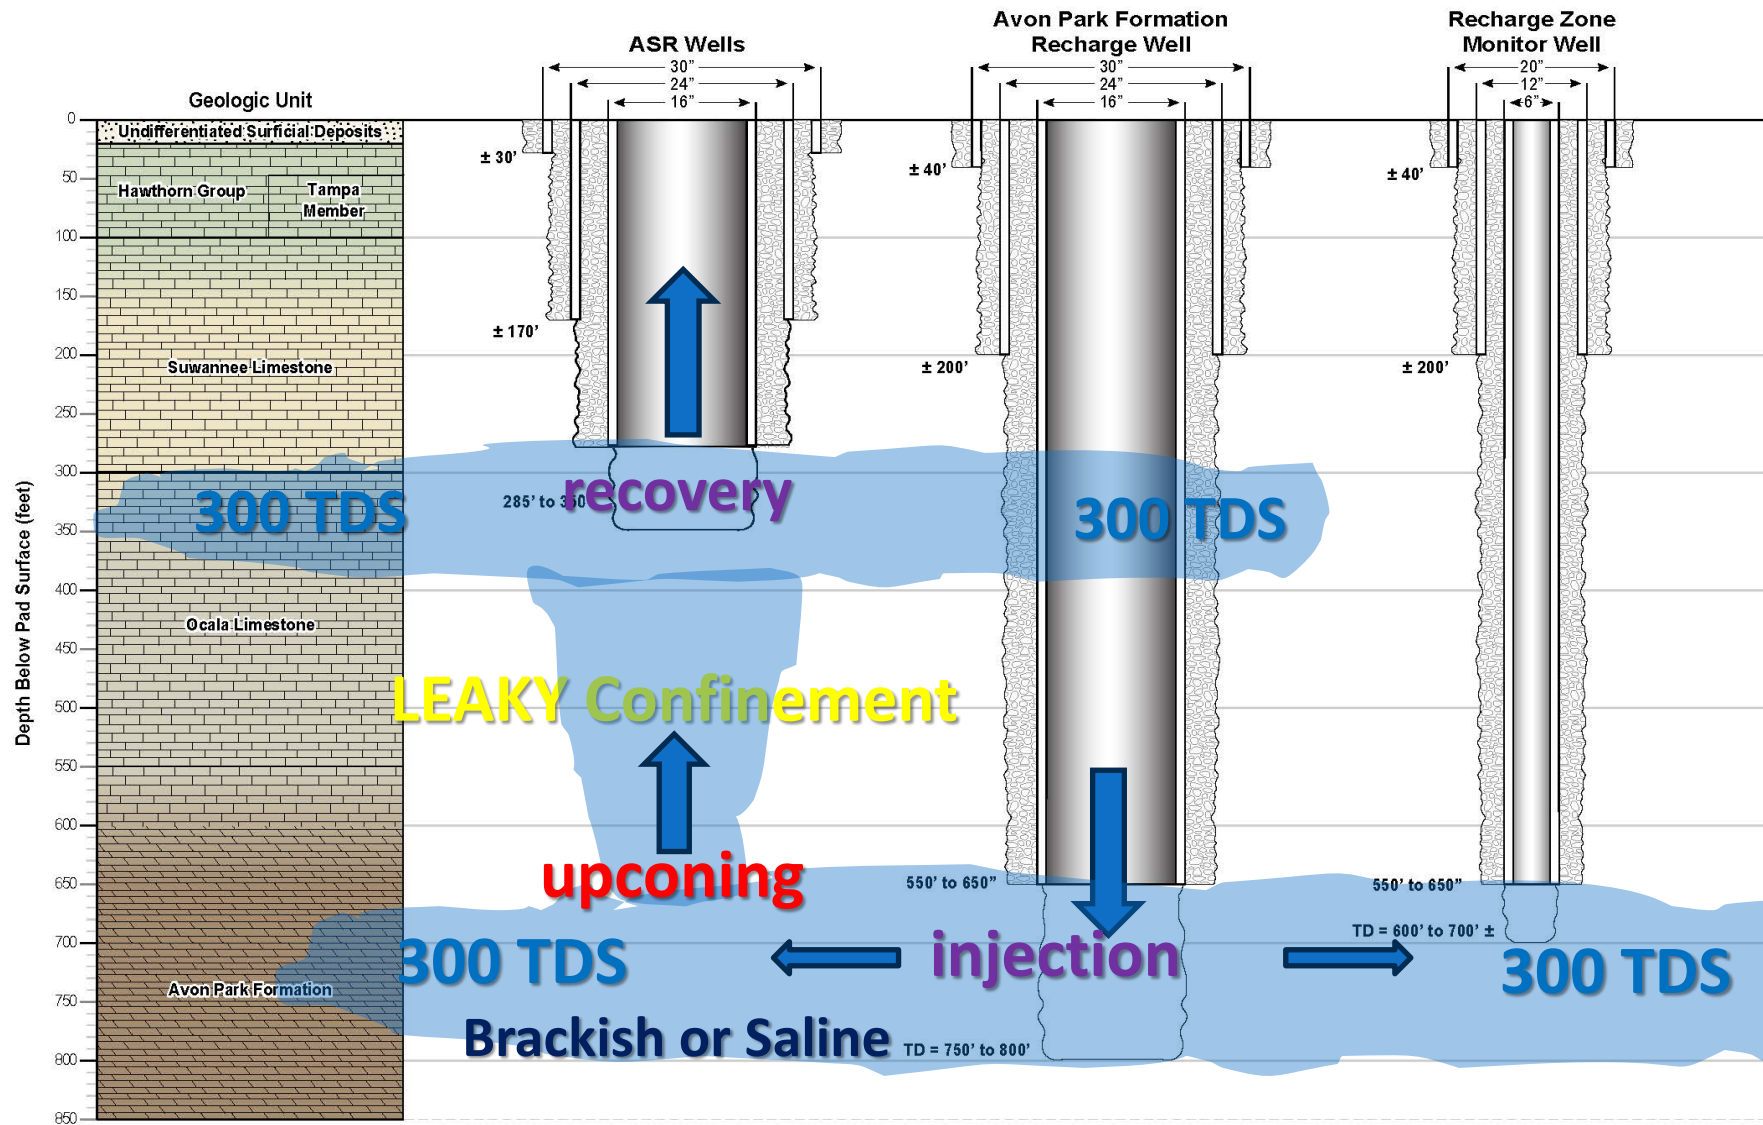 Avon Park Formation
Recharge Well
Recharge Zone
Monitor Well
ASR Wells
30"
30"
20"
24"
24"
12"
16"
16"
6"
Geologic Unit
0
Undifferentiated Surficial Deposits
± 30'
± 40'
± 40'
50
Hawthorn Group
Tampa
Member
100
150
± 170'
200
Suwannee Limestone
± 200'
± 200'
250
300
300 TDS
285' to 350
recovery
300 TDS
350
400
Ocala Limestone
450
Depth Below Pad Surface (feet)
LEAKY Confinement
500
550
600
upconing
650
550' to 650"
550' to 650"
TD = 600' to 700' ±
700
300 TDS
injection
300 TDS
Avon Park Formation
750
Brackish or Saline
TD = 750' to 800'
800
850